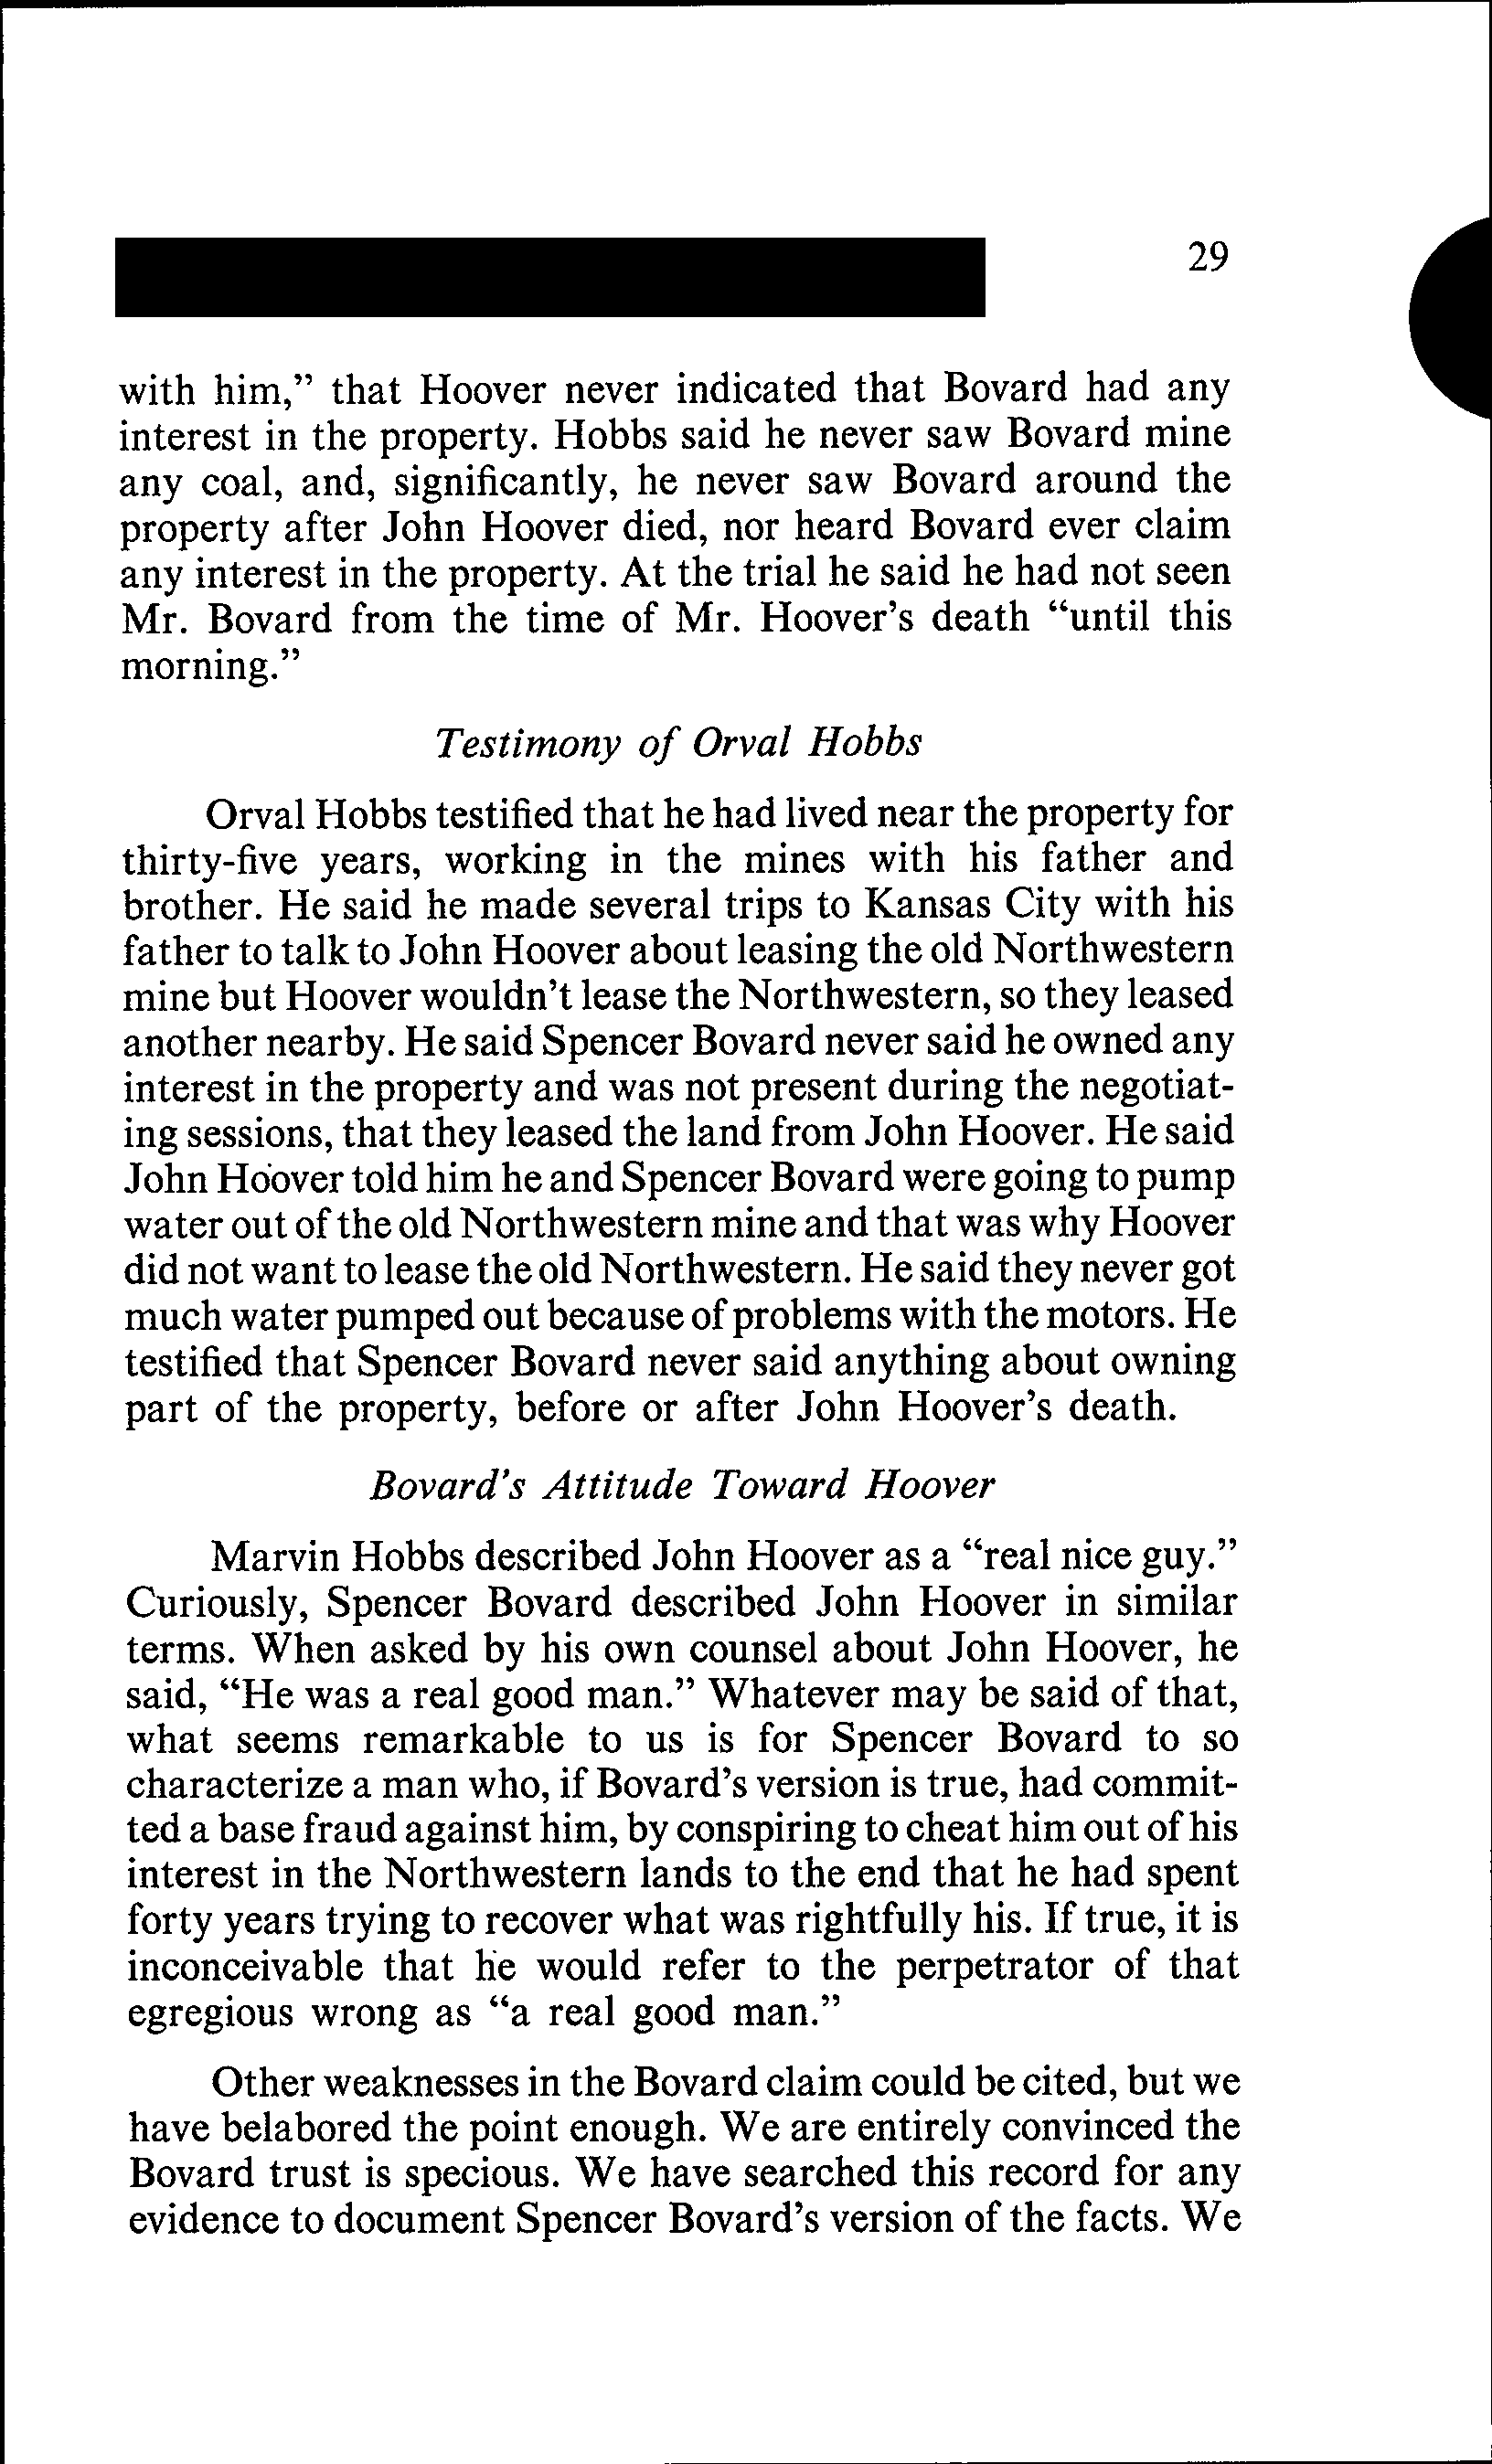 29
with him,” that Hoover never indicated that Bovard had any
interest in the property. Hobbs said he never saw Bovard mine
any coal, and, significantly, he never saw Bovard around the
property after John Hoover died, nor heard Bovard ever claim
any interest in the property. At the trial he said he had not seen
Mr. Bovard from the time of Mr. Hoover’s death “until this
morning.”
Testimony of Orval Hobbs
Orval Hobbs testified that he had lived near the property for
thirty-five years, working in the mines with his father and
brother. He said he made several trips to Kansas City with his
father to talk to John Hoover about leasing the old Northwestern
mine but Hoover wouldn’t lease the Northwestern, so they leased
another nearby. He said Spencer Bovard never said he owned any
interest in the property and was not present during the negotiat-
ing sessions, that they leased the land from John Hoover. He said
John Hoover told him he and Spencer Bovard were going to pump
water out of the old Northwestern mine and that was why Hoover
did not want to lease the old Northwestern. He said they never got
much water pumped out because of problems with the motors. He
testified that Spencer Bovard never said anything about owning
part of the property, before or after John Hoover’s death.
Bovard’s Attitude Toward Hoover
Marvin Hobbs described John Hoover as a “real nice guy.”
Curiously, Spencer Bovard described John Hoover in similar
terms. When asked by his own counsel about John Hoover, he
said, “He was a real good man.” Whatever may be said of that,
what seems remarkable to us is for Spencer Bovard to so
characterize a man who, if Bovard’s version is true, had commit-
ted a base fraud against him, by conspiring to cheat him out of his
interest in the Northwestern lands to the end that he had spent
forty years trying to recover what was rightfully his. If true, it is
inconceivable that he would refer to the perpetrator of that
egregious wrong as “a real good man.”
Other weaknesses in the Bovard claim could be cited, but we
have belabored the point enough. We are entirely convinced the
Bovard trust is specious. We have searched this record for any
evidence to document Spencer Bovard’s version of the facts. We